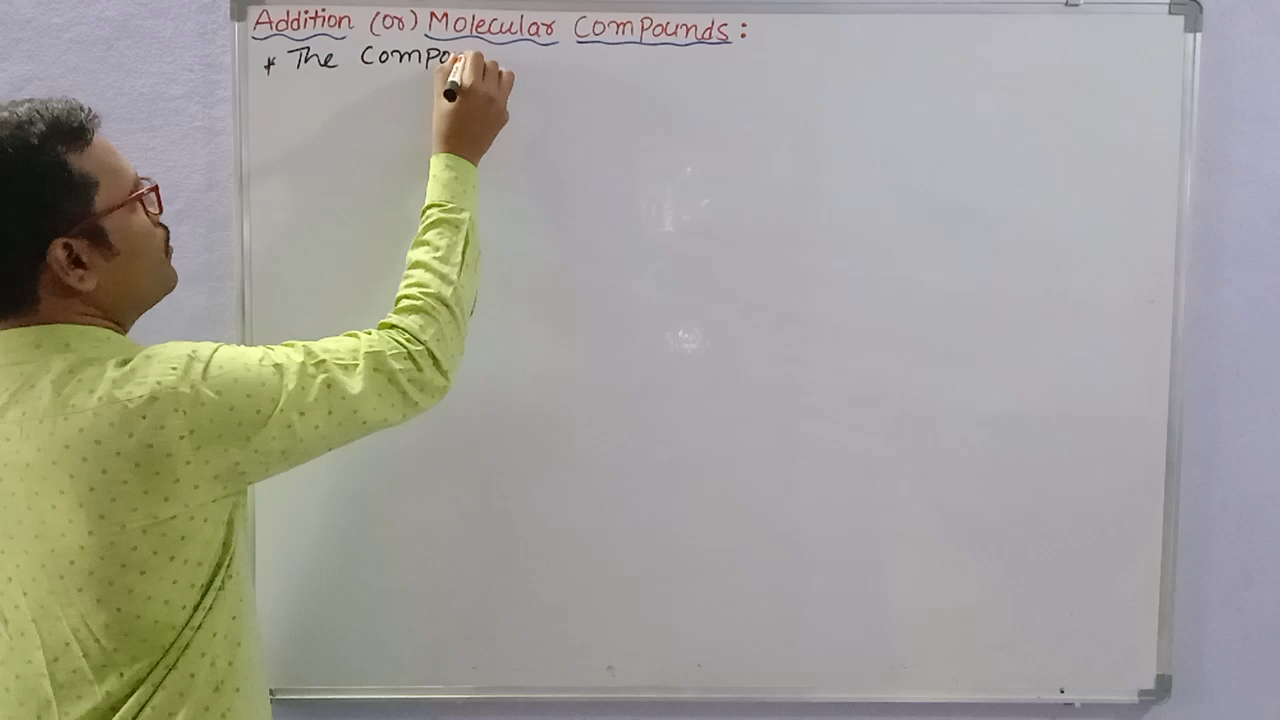 Addition (or) Molecular Compounds :
* The Compo